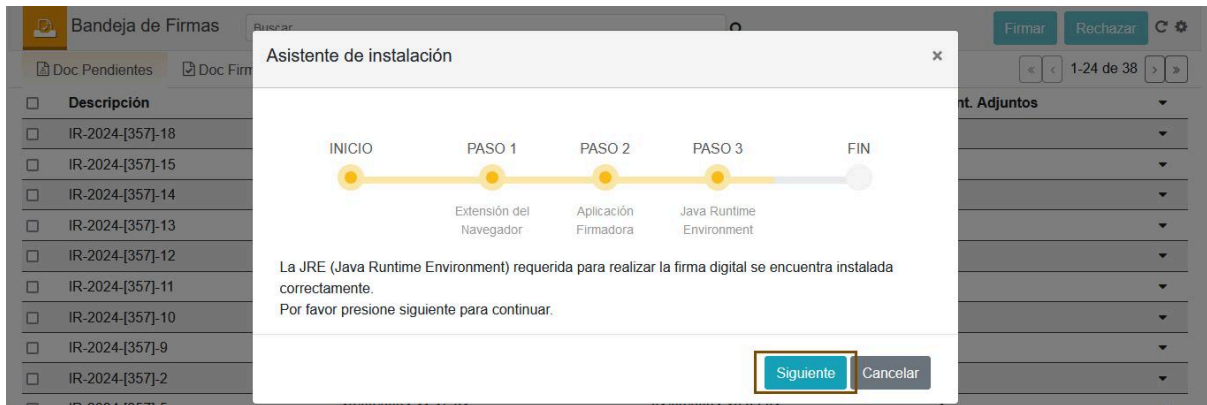 Bandeja de Firmas
Buscar
Firmar
Rechazar
Doc Pendientes
Doc Firm
1-24 de 38
Descripción
nt. Adjuntos
IR-2024-[357]-18
IR-2024-[357]-15
IR-2024-[357]-14
IR-2024-[357]-13
IR-2024-[357]-12
IR-2024-[357]-11
IR-2024-[357]-10
IR-2024-[357]-9
IR-2024-[357]-2
Asistente de instalación
×
INICIO
PASO 1
PASO 2
PASO 3
FIN
Extensión del
Navegador
Aplicación
Firmadora
Java Runtime
Environment
La JRE (Java Runtime Environment) requerida para realizar la firma digital se encuentra instalada
correctamente.
Por favor presione siguiente para continuar.
Siguiente
Cancelar